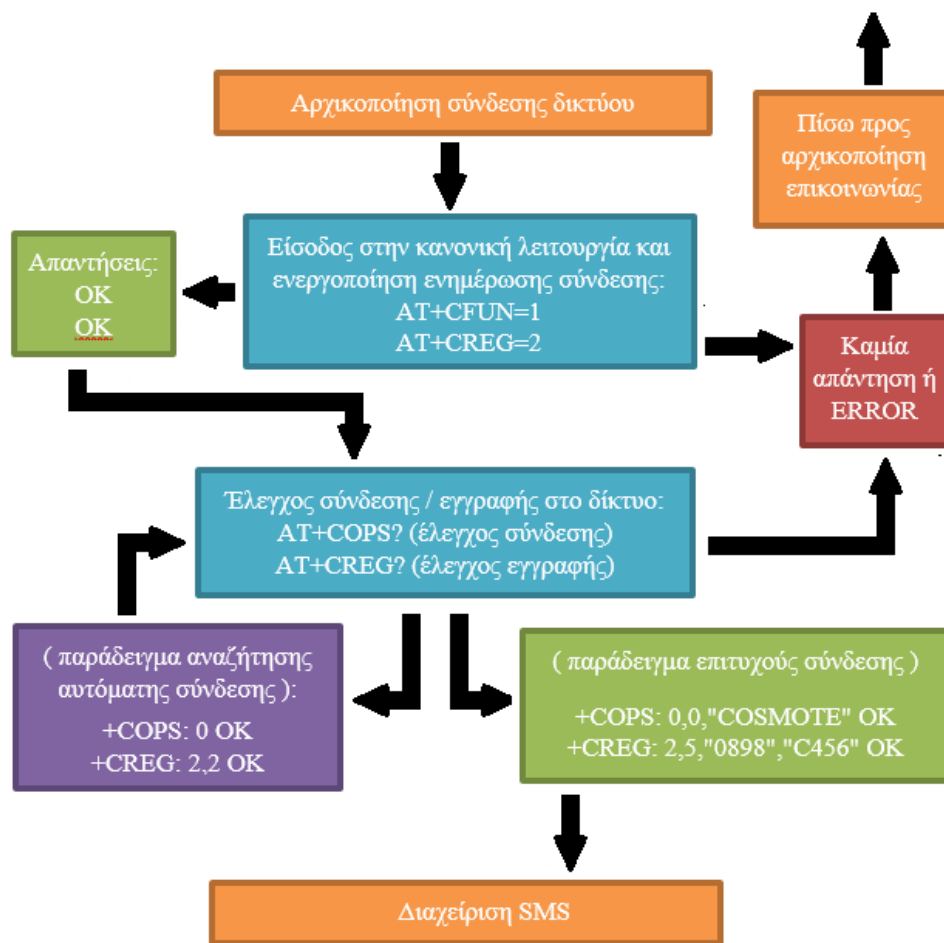 Αρχικοποίηση σύνδεσης δικτύου
Πίσω προς
αρχικοποίηση
επικοινωνίας
Είσοδος στην κανονική λειτουργία και
ενεργοποίηση ενημέρωσης σύνδεσης:
AT+CFUN=1
AT+CREG=2
Απαντήσεις:
OK
OK
Καμία
απάντηση ή
ERROR
Έλεγχος σύνδεσης / εγγραφής στο δίκτυο:
AT+COPS? (έλεγχος σύνδεσης)
AT+CREG? (έλεγχος εγγραφής)
( παράδειγμα αναζήτησης
αυτόματης σύνδεσης ):
+COPS: 0 OK
+CREG: 2,2 OK
( παράδειγμα επιτυχούς σύνδεσης )
+COPS: 0,0,"COSMOTE" OK
+CREG: 2,5,"0898","C456" OK
Διαχείριση SMS